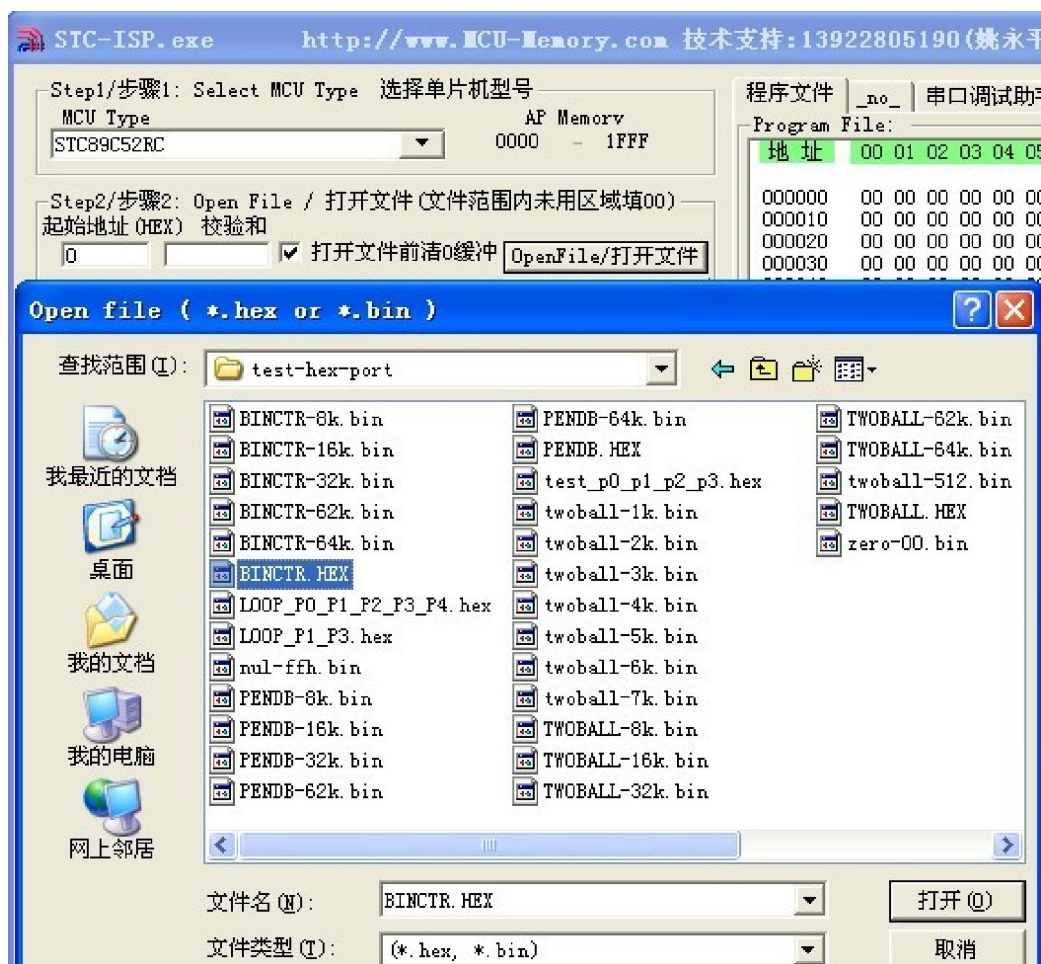 STC-ISP.exe http://www.MCU-Memory.com 技术支持:13922805190(姚永平
Step1/步骤1: Select MCU Type 选择单片机型号
MCU Type AP Memory
STC89C52RC 0000 - 1FFF
Step2/步骤2: Open File / 打开文件(文件范围内未用区域填00)
起始地址(HEX) 校验和
0 打开文件前清0缓冲 OpenFile/打开文件
程序文件 _no_ 串口调试助
Program File:
地址 00 01 02 03 04 05
000000 00 00 00 00 00 00
000010 00 00 00 00 00 00
000020 00 00 00 00 00 00
000030 00 00 00 00 00 00
Open file ( *.hex or *.bin )
查找范围(I): test-hex-port
我最近的文档
桌面
我的文档
我的电脑
网上邻居
BINCTR-8k.bin
BINCTR-16k.bin
BINCTR-32k.bin
BINCTR-62k.bin
BINCTR-64k.bin
BINCTR.HEX
LOOP_P0_P1_P2_P3_P4.hex
LOOP_P1_P3.hex
nul-ffh.bin
PENDB-8k.bin
PENDB-16k.bin
PENDB-32k.bin
PENDB-62k.bin
PENDB-64k.bin
PENDB.HEX
test_p0_p1_p2_p3.hex
twoball-1k.bin
twoball-2k.bin
twoball-3k.bin
twoball-4k.bin
twoball-5k.bin
twoball-6k.bin
twoball-7k.bin
TWOBALL-8k.bin
TWOBALL-16k.bin
TWOBALL-32k.bin
TWOBALL-62k.bin
TWOBALL-64k.bin
twoball-512.bin
TWOBALL.HEX
zero-00.bin
文件名(N): BINCTR.HEX 打开(O)
文件类型(T): (*.hex, *.bin) 取消